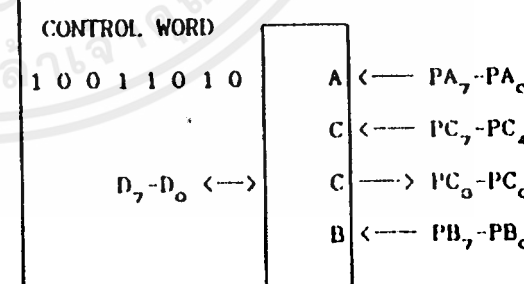 CONTROL WORD
1 0 0 1 1 0 1 0 A <--- PA₇-PA₀
C <--- PC₇-PC₄
D₇-D₀ <---> C ---> PC₃-PC₀
B <--- PB₇-PB₀